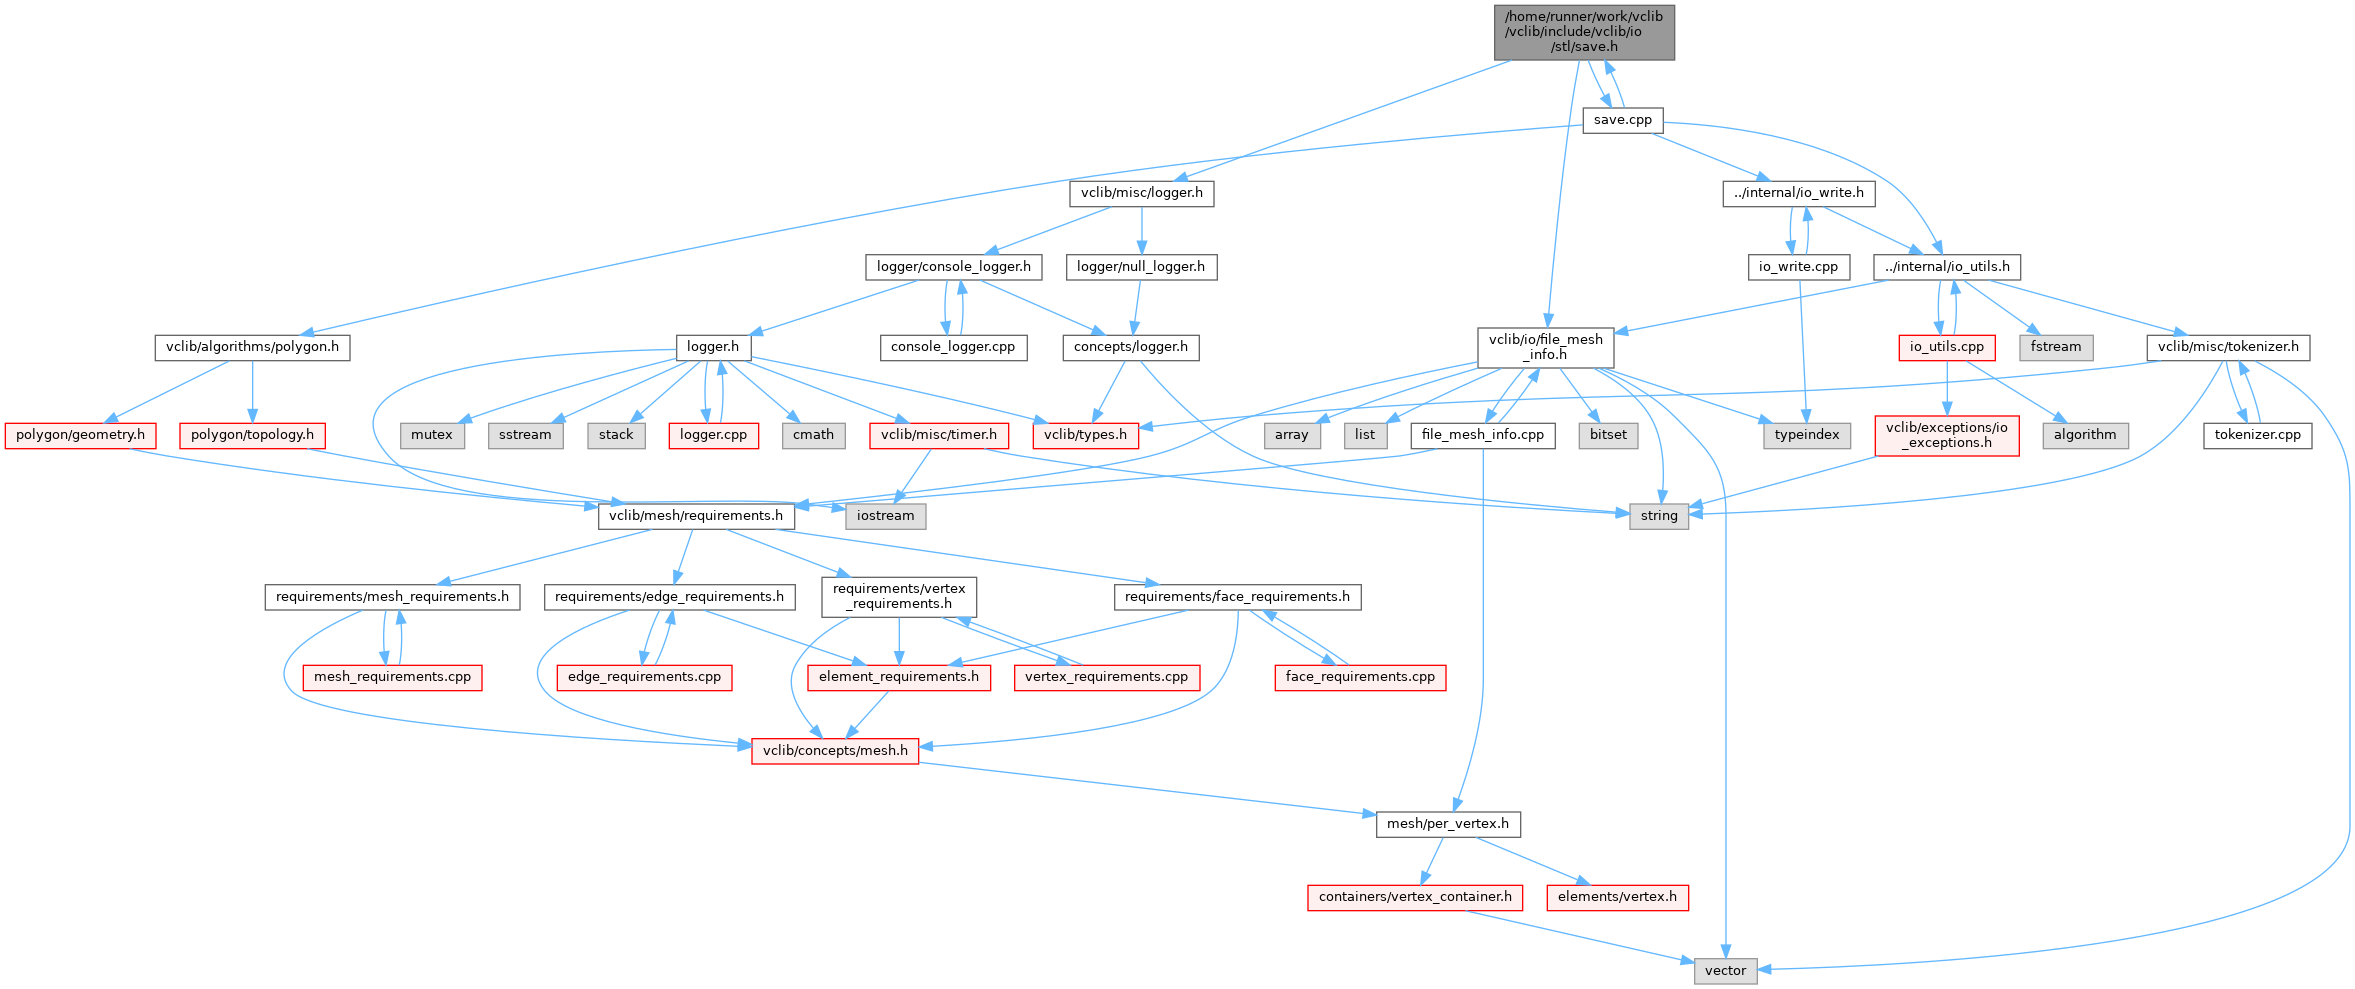 /home/runner/work/vclib
/vclib/include/vclib/io
/stl/save.h
save.cpp
vclib/misc/logger.h
../internal/io_write.h
logger/console_logger.h
logger/null_logger.h
io_write.cpp
../internal/io_utils.h
vclib/algorithms/polygon.h
logger.h
console_logger.cpp
concepts/logger.h
vclib/io/file_mesh
_info.h
io_utils.cpp
fstream
vclib/misc/tokenizer.h
polygon/geometry.h
polygon/topology.h
mutex
sstream
stack
logger.cpp
cmath
vclib/misc/timer.h
vclib/types.h
array
list
file_mesh_info.cpp
bitset
typeindex
vclib/exceptions/io
_exceptions.h
algorithm
tokenizer.cpp
vclib/mesh/requirements.h
iostream
string
requirements/mesh_requirements.h
requirements/edge_requirements.h
requirements/vertex
_requirements.h
requirements/face_requirements.h
mesh_requirements.cpp
edge_requirements.cpp
element_requirements.h
vertex_requirements.cpp
face_requirements.cpp
vclib/concepts/mesh.h
mesh/per_vertex.h
containers/vertex_container.h
elements/vertex.h
vector